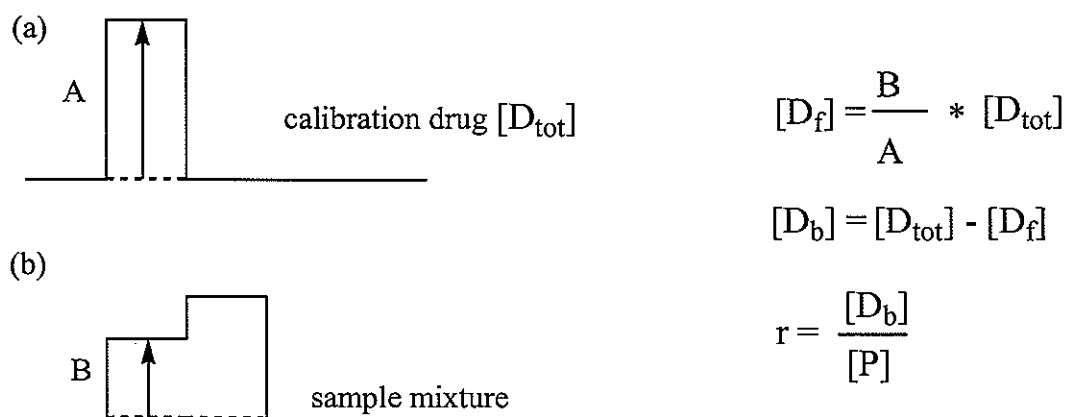 (a)
A
calibration drug [D_tot]
(b)
B
sample mixture
[D_f] = B / A * [D_tot]
[D_b] = [D_tot] - [D_f]
r = [D_b] / [P]